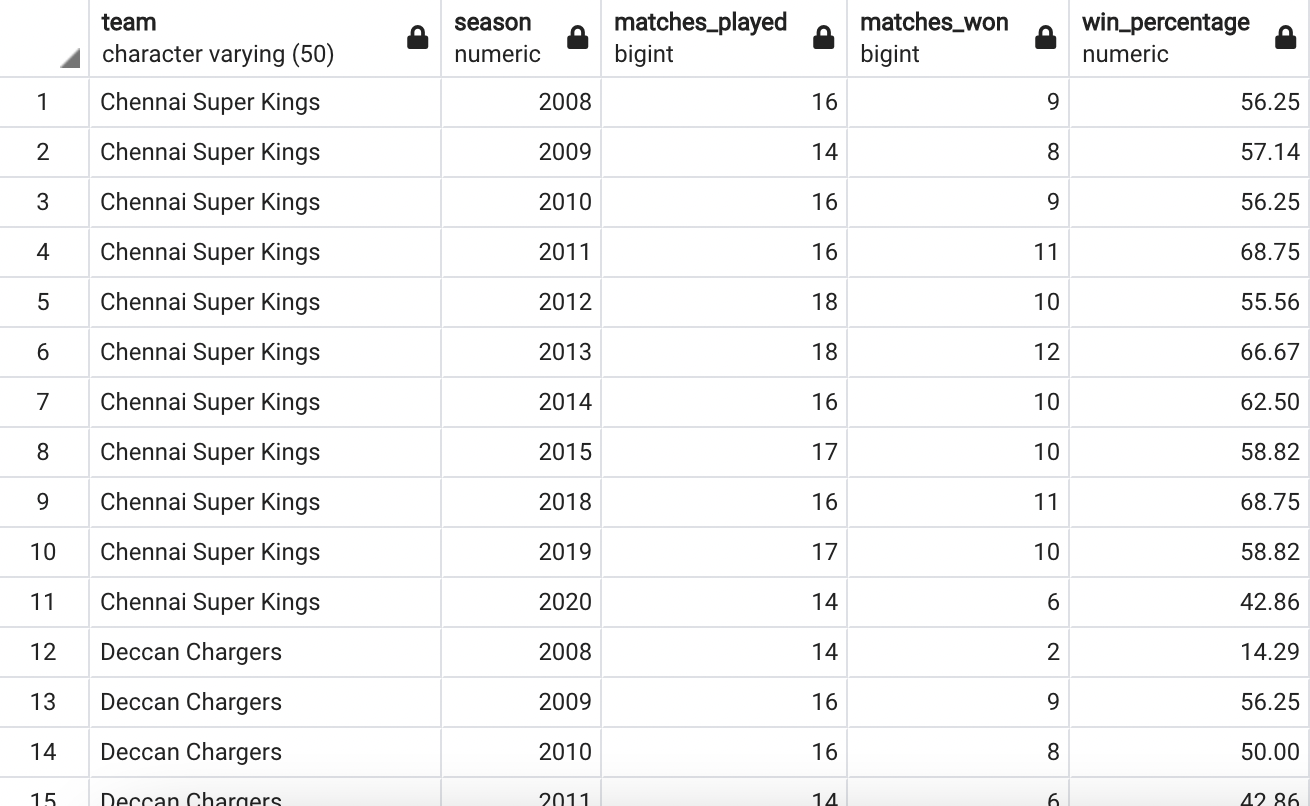 team season matches_played matches_won win_percentage
character varying (50) numeric bigint bigint numeric
1 Chennai Super Kings 2008 16 9 56.25
2 Chennai Super Kings 2009 14 8 57.14
3 Chennai Super Kings 2010 16 9 56.25
4 Chennai Super Kings 2011 16 11 68.75
5 Chennai Super Kings 2012 18 10 55.56
6 Chennai Super Kings 2013 18 12 66.67
7 Chennai Super Kings 2014 16 10 62.50
8 Chennai Super Kings 2015 17 10 58.82
9 Chennai Super Kings 2018 16 11 68.75
10 Chennai Super Kings 2019 17 10 58.82
11 Chennai Super Kings 2020 14 6 42.86
12 Deccan Chargers 2008 14 2 14.29
13 Deccan Chargers 2009 16 9 56.25
14 Deccan Chargers 2010 16 8 50.00
15 Deccan Chargers 2011 14 6 42.86